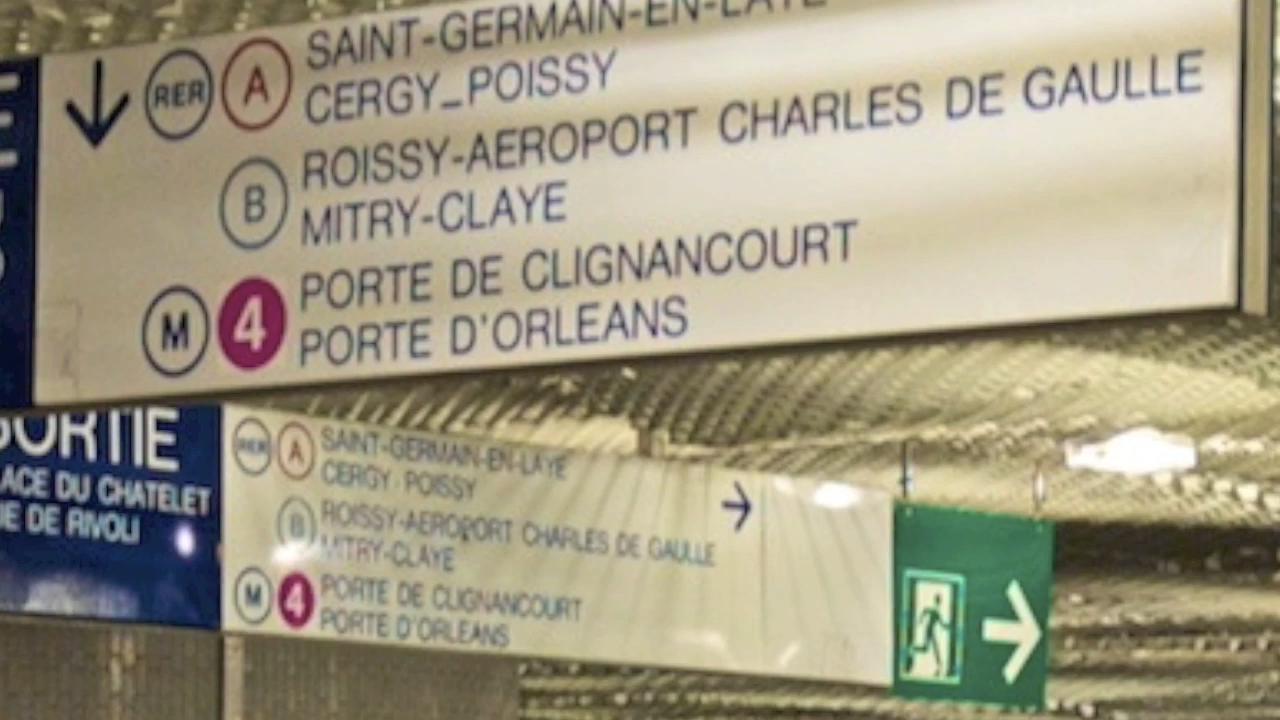 RER A SAINT-GERMAIN-EN-LAYE
CERGY_POISSY
B ROISSY-AEROPORT CHARLES DE GAULLE
MITRY-CLAYE
M 4 PORTE DE CLIGNANCOURT
PORTE D'ORLEANS
SORTIE
LACE DU CHATELET
UE DE RIVOLI
RER A SAINT-GERMAIN-EN-LAYE
CERGY . POISSY
B ROISSY-AEROPORT CHARLES DE GAULLE
MITRY-CLAYE
M 4 PORTE DE CLIGNANCOURT
PORTE D'ORLEANS